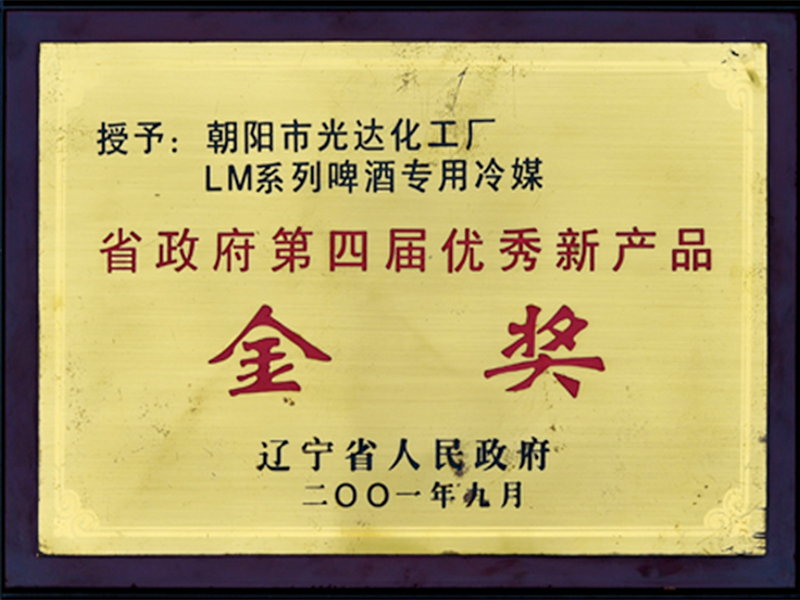 授予：朝阳市光达化工厂
LM系列啤酒专用冷媒
省政府第四届优秀新产品
金奖
辽宁省人民政府
二〇〇一年九月